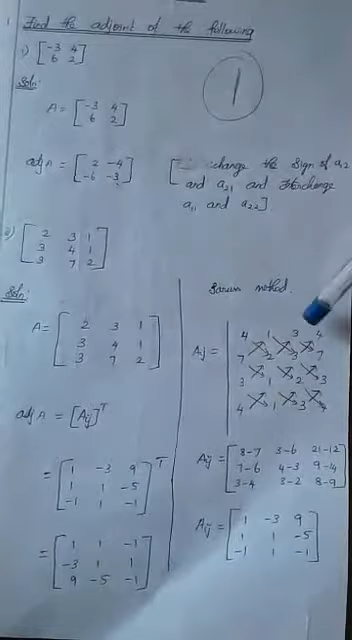 1 Find the adjoint of the following
i) [-3 4
6 2]
Soln:
1
A = [-3 4
6 2]
adj A = [2 -4
-6 -3] [∵ change the sign of a12
and a21 and interchange
a11 and a22]
[2 3 1
3 4 1
3 7 2]
Soln:
A = [2 3 1
3 4 1
3 7 2]
adj A = [Aij]T
= [1 -3 9
1 1 -5
-1 1 -1] T
= [1 1 -1
-3 1 1
9 -5 -1]
Sarrus method.
Aij =
4 1 3 4
7 2 3 7
3 1 2 3
4 1 3 4
Aij = [8-7 3-6 21-12
7-6 4-3 9-14
3-4 3-2 8-9]
Aij = [1 -3 9
1 1 -5
-1 1 -1]